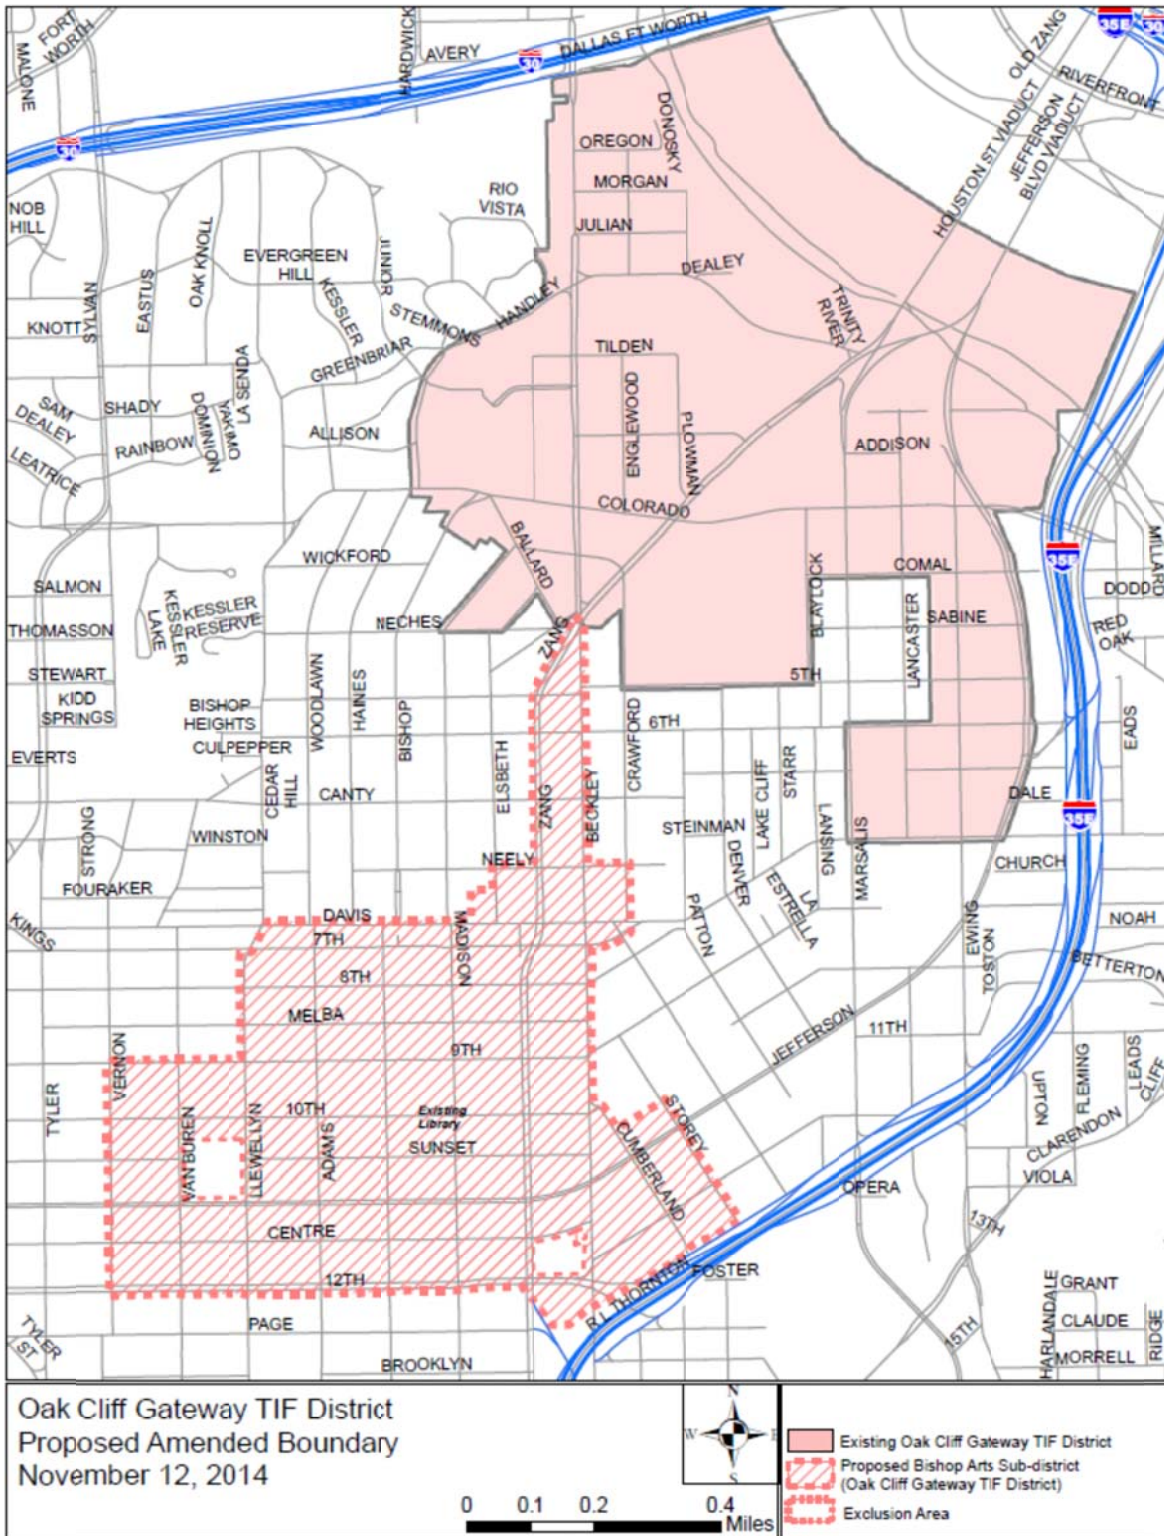 FORT
WORTH
MALONE
HARDWICK
AVERY
DALLAS FT WORTH
30
35E
30
OLD ZANG
RIVERFRONT
HOUSTON ST VIADUCT
JEFFERSON
BLVD VIADUCT
30
DONOSKY
OREGON
MORGAN
JULIAN
DEALEY
RIO
VISTA
NOB
HILL
EVERGREEN
HILL
OAK KNOLL
EASTUS
SYLVAN
KNOTT
JUNIOR
KESSLER
STEMMONS
HANDLEY
GREENBRIAR
TRINITY
RIVER
TILDEN
ENGLEWOOD
PLOWMAN
ADDISON
LA SENDA
SHADY
SAM
DEALEY
DOMINION
YAKIMO
RAINBOW
LEATRICE
ALLISON
COLORADO
BALLARD
WICKFORD
35E
MILLARD
COMAL
DODD
BLAYLOCK
LANCASTER
SABINE
RED
OAK
SALMON
THOMASSON
KESSLER
LAKE
KESSLER
RESERVE
NECHES
ZANG
STEWART
KIDD
SPRINGS
5TH
BISHOP
HEIGHTS
WOODLAWN
HAINES
BISHOP
CULPEPPER
EVERTS
CRAWFORD
6TH
EADS
ELSBETH
ZANG
BECKLEY
LAKE CLIFF
STARR
CEDAR
HILL
CANTY
DALE
35E
STRONG
WINSTON
STEINMAN
DENVER
LANSING
MARSALIS
NEELY
CHURCH
FOURAKER
LA
ESTRELLA
PATTON
KINGS
DAVIS
7TH
MADISON
EWING
TOSTON
NOAH
BETTERTON
8TH
MELBA
9TH
JEFFERSON
11TH
VERNON
TYLER
UPTON
FLEMING
LEADS
CLIFF
10TH
Existing
Library
SUNSET
VAN BUREN
LLEWELLYN
ADAMS
STOREY
CUMBERLAND
CLARENDON
VIOLA
OPERA
CENTRE
13TH
12TH
R L THORNTON
FOSTER
GRANT
HARLANDALE
CLAUDE
RIDGE
MORRELL
PAGE
TYLER
ST
BROOKLYN
15TH
Oak Cliff Gateway TIF District
Proposed Amended Boundary
November 12, 2014
N
W
E
S
0 0.1 0.2 0.4
Miles
Existing Oak Cliff Gateway TIF District
Proposed Bishop Arts Sub-district
(Oak Cliff Gateway TIF District)
Exclusion Area